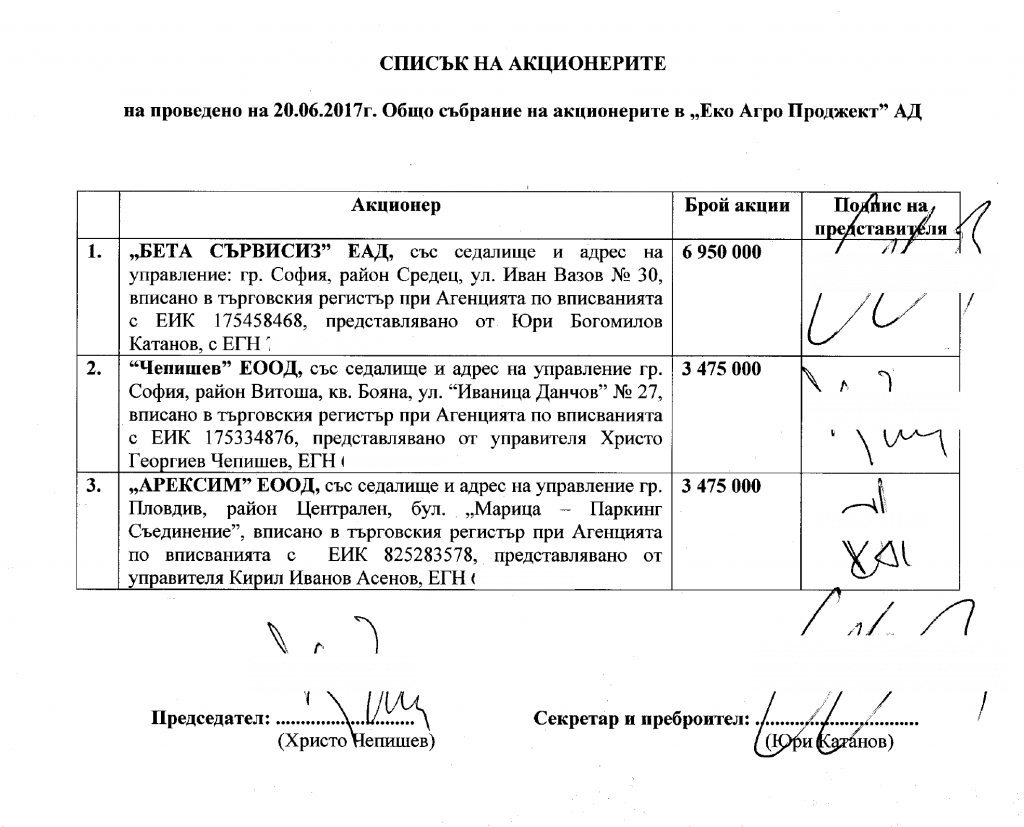 СПИСЪК НА АКЦИОНЕРИТЕ
на проведено на 20.06.2017г. Общо събрание на акционерите в „Еко Агро Проджект” АД
Акционер Брой акции Подпис на представителя
1. „БЕТА СЪРВИСИЗ” ЕАД, със седалище и адрес на 6 950 000
управление: гр. София, район Средец, ул. Иван Вазов № 30,
вписано в търговския регистър при Агенцията по вписванията
с ЕИК 175458468, представлявано от Юри Богомилов
Катанов, с ЕГН
2. “Чепишев” ЕООД, със седалище и адрес на управление гр. 3 475 000
София, район Витоша, кв. Бояна, ул. “Иваница Данчов” № 27,
вписано в търговския регистър при Агенцията по вписванията
с ЕИК 175334876, представлявано от управителя Христо
Георгиев Чепишев, ЕГН
3. „АРЕКСИМ” ЕООД, със седалище и адрес на управление гр. 3 475 000
Пловдив, район Централен, бул. „Марица – Паркинг
Съединение”, вписано в търговския регистър при Агенцията
по вписванията с ЕИК 825283578, представлявано от
управителя Кирил Иванов Асенов, ЕГН
Председател: ............................ Секретар и преброител: .................................
(Христо Чепишев) (Юри Катанов)